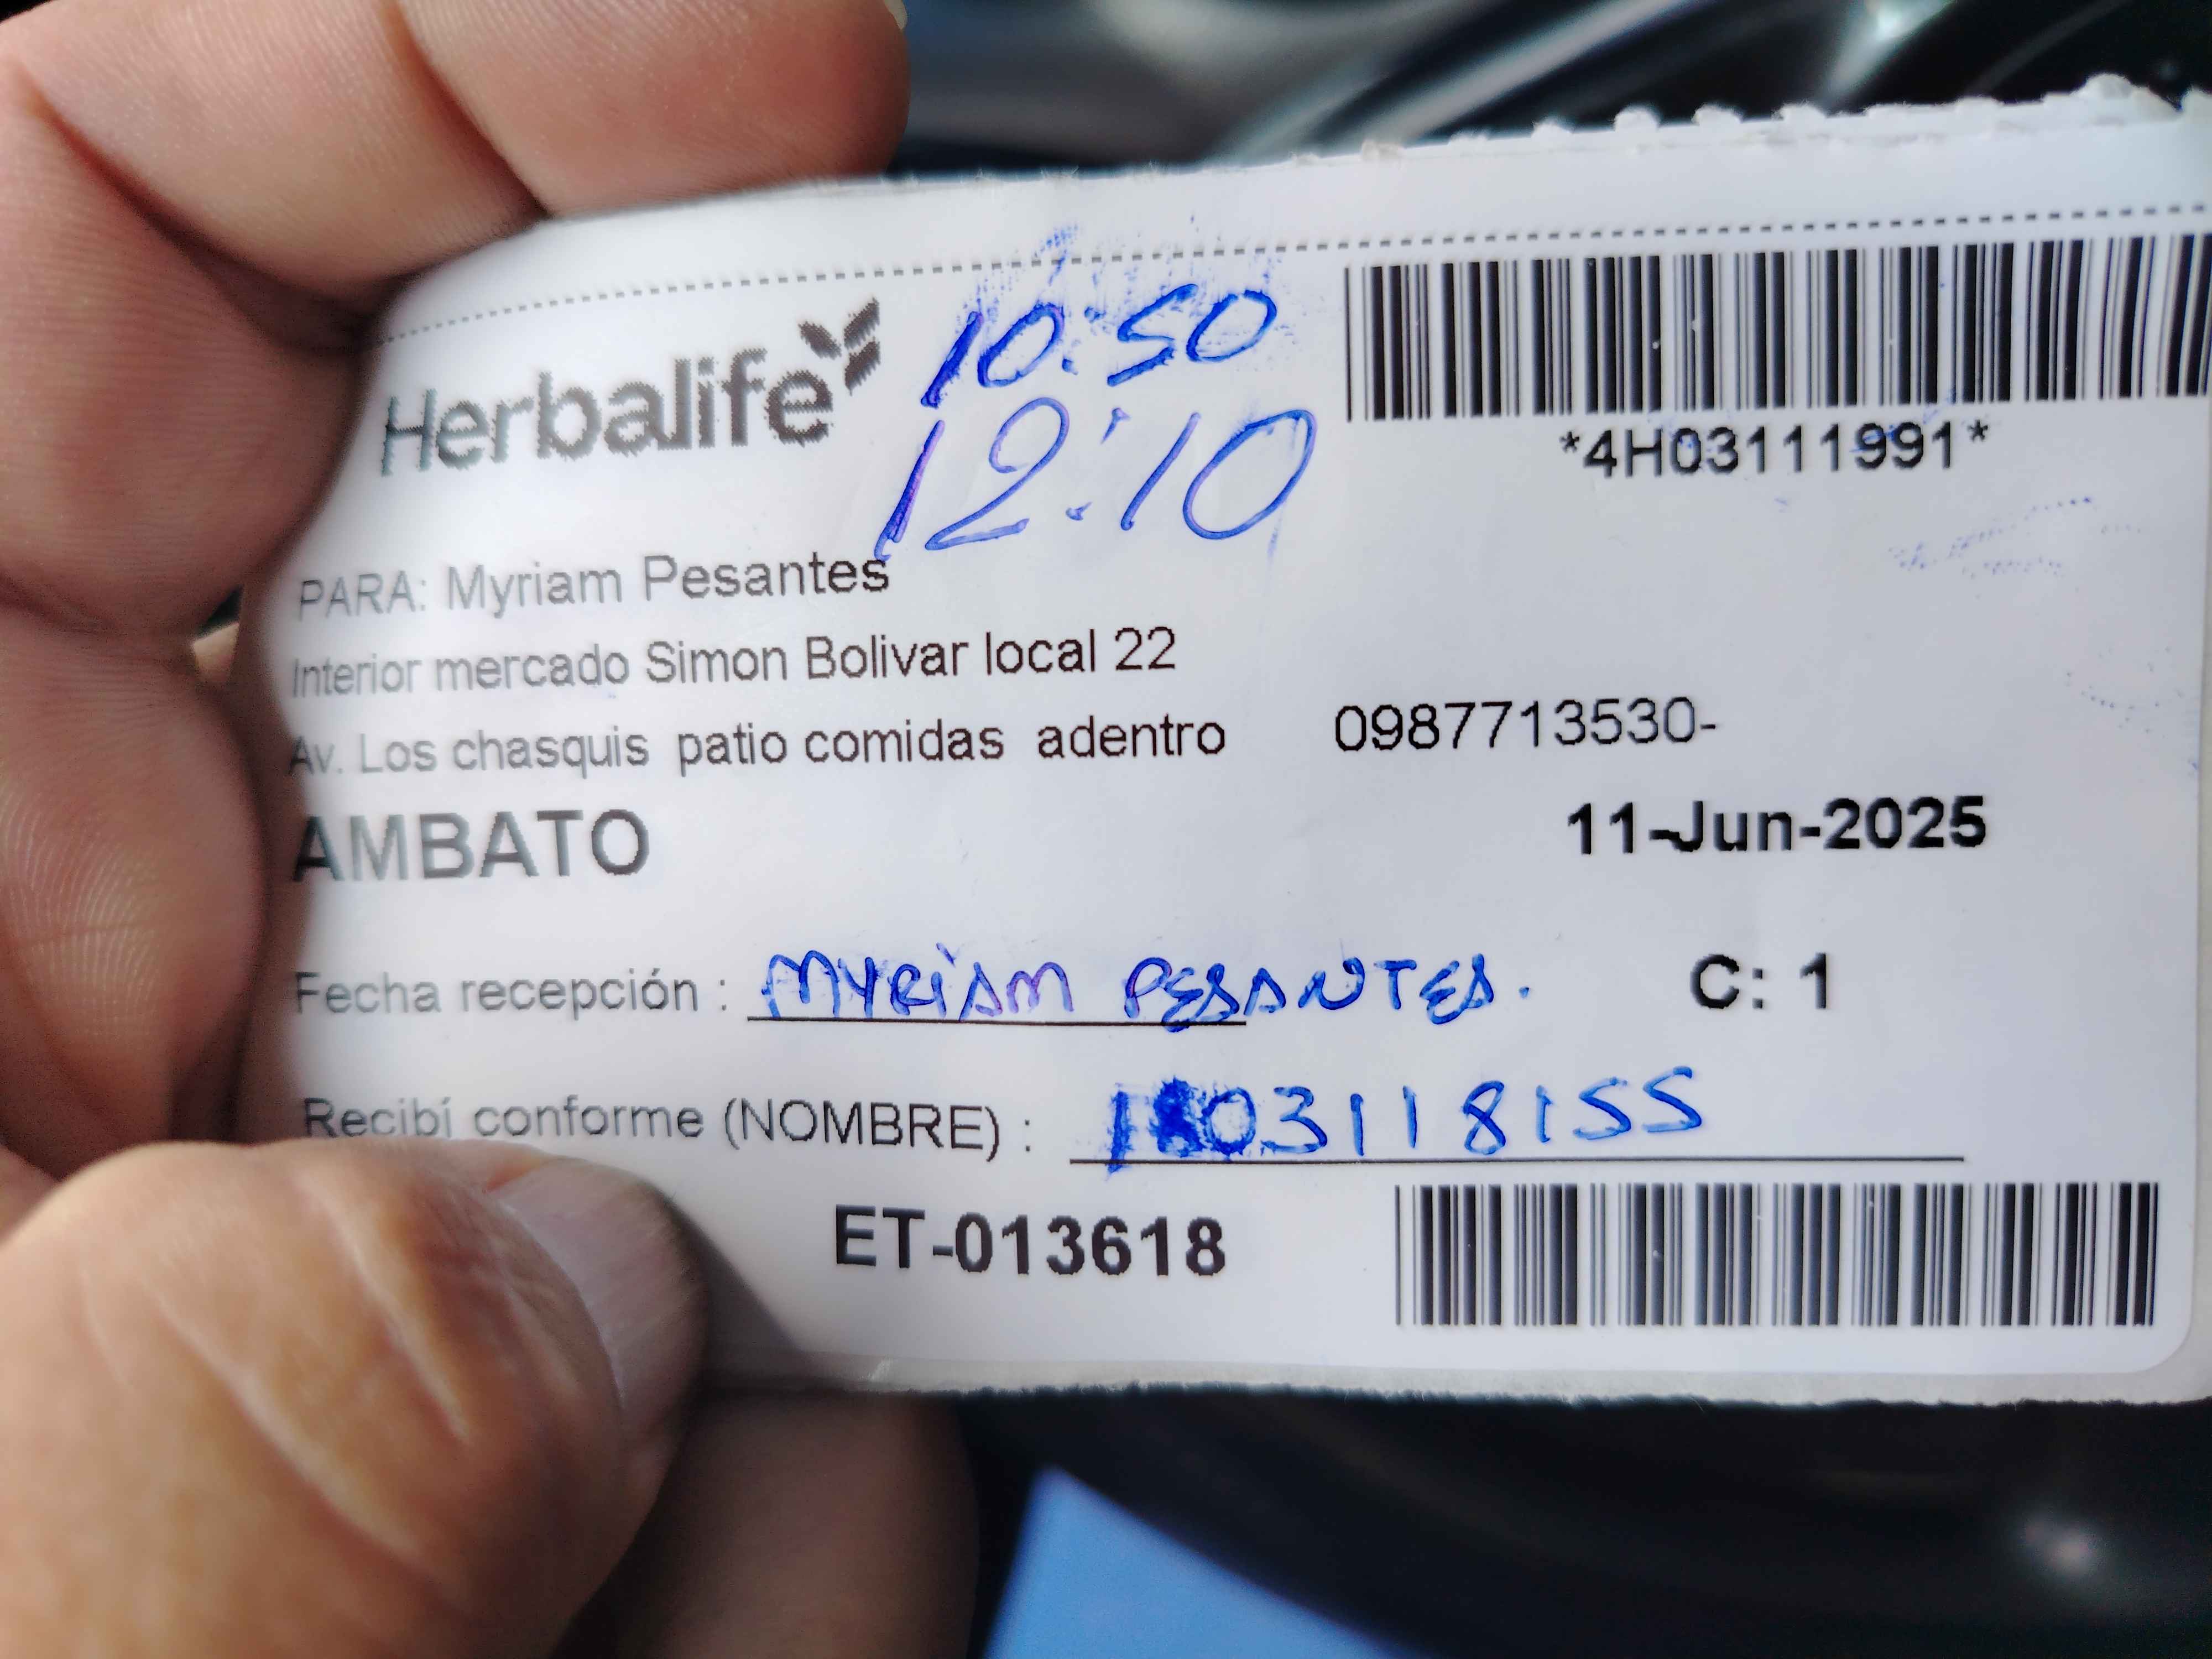 Herbalife
10:50
12:10
*4H03111991*
PARA: Myriam Pesantes
Interior mercado Simon Bolivar local 22
Av. Los chasquis patio comidas adentro 0987713530-
AMBATO
11-Jun-2025
Fecha recepción : MYRIAM PESANTES.
C: 1
Recibí conforme (NOMBRE) : 1803118155
ET-013618